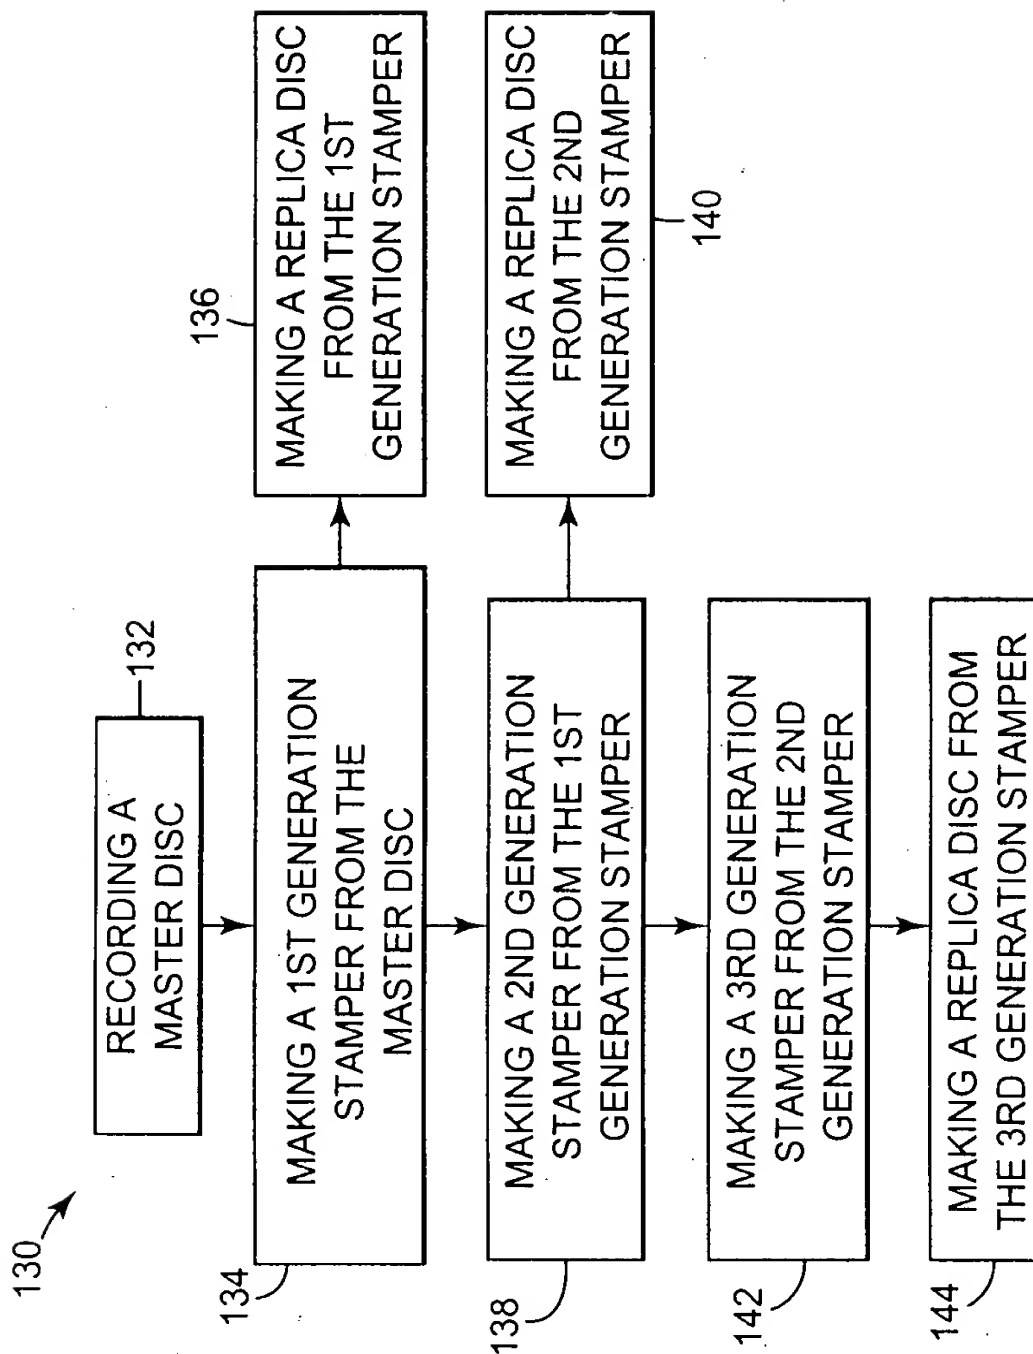 130
132
RECORDING A
MASTER DISC
134
MAKING A 1ST GENERATION
STAMPER FROM THE
MASTER DISC
136
MAKING A REPLICA DISC
FROM THE 1ST
GENERATION STAMPER
138
MAKING A 2ND GENERATION
STAMPER FROM THE 1ST
GENERATION STAMPER
MAKING A REPLICA DISC
FROM THE 2ND
GENERATION STAMPER
140
142
MAKING A 3RD GENERATION
STAMPER FROM THE 2ND
GENERATION STAMPER
144
MAKING A REPLICA DISC FROM
THE 3RD GENERATION STAMPER